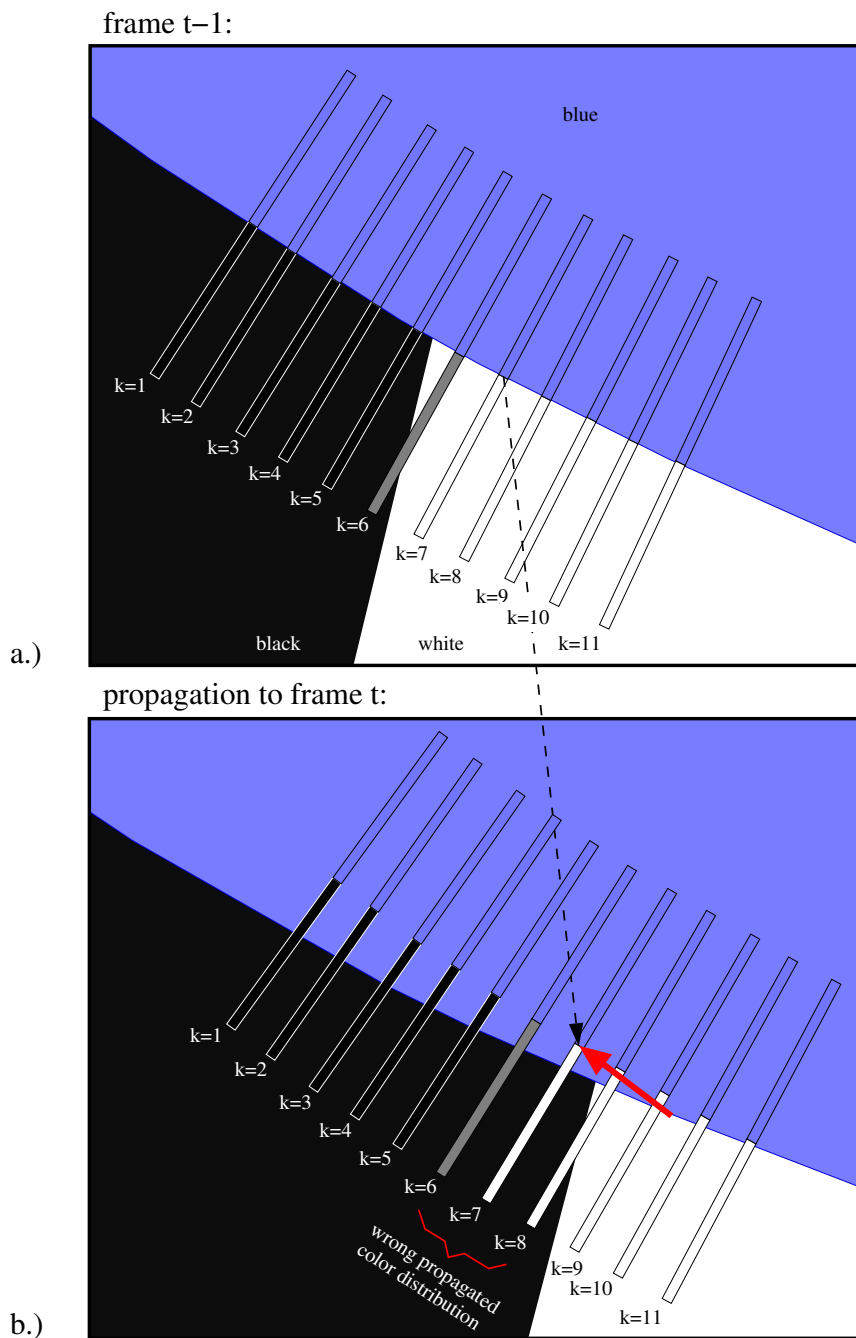 frame t−1:
blue
k=1
k=2
k=3
k=4
k=5
k=6
k=7
k=8
k=9
k=10
k=11
black
white
a.)
propagation to frame t:
k=1
k=2
k=3
k=4
k=5
k=6
k=7
k=8
k=9
k=10
k=11
wrong propagated
color distribution
b.)